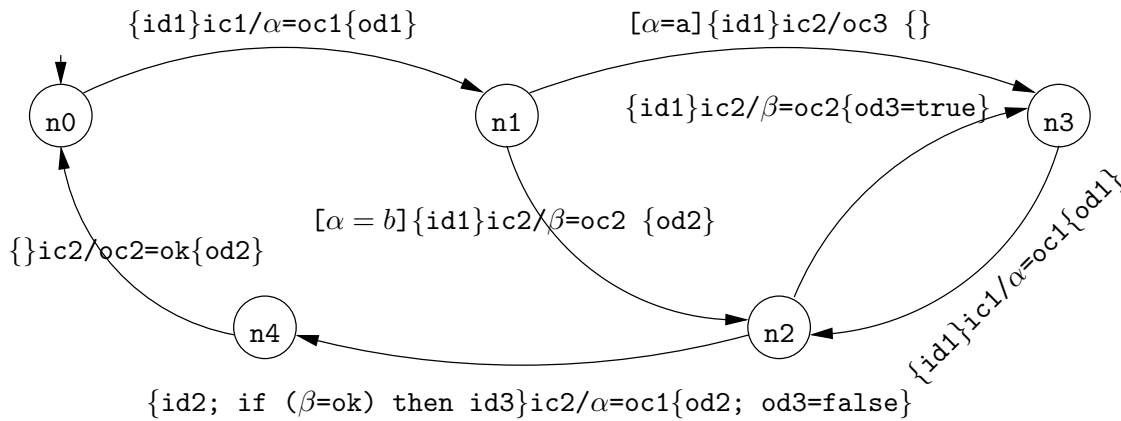 {id1}ic1/α=oc1{od1}
[α=a]{id1}ic2/oc3 {}
n0
n1
{id1}ic2/β=oc2{od3=true}
n3
[α = b]{id1}ic2/β=oc2 {od2}
{}ic2/oc2=ok{od2}
{id1}ic1/α=oc1{od1}
n4
n2
{id2; if (β=ok) then id3}ic2/α=oc1{od2; od3=false}